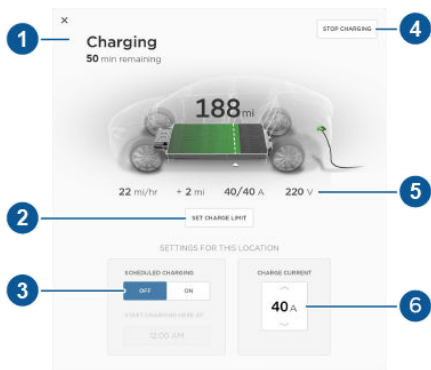 ×
STOP CHARGING
4
1
Charging
50 min remaining
188mi
22 mi/hr + 2 mi 40/40 A 220 V
5
2
SET CHARGE LIMIT
SETTINGS FOR THIS LOCATION
SCHEDULED CHARGING
CHARGE CURRENT
3
OFF ON
40 A
6
START CHARGING HERE AT
12:00 AM